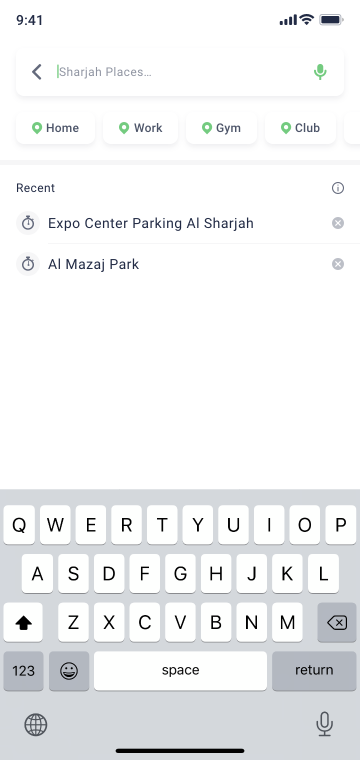 9:41
Sharjah Places...
Home Work Gym Club
Recent
Expo Center Parking Al Sharjah
Al Mazaj Park
Q W E R T Y U I O P
A S D F G H J K L
Z X C V B N M
123 space return